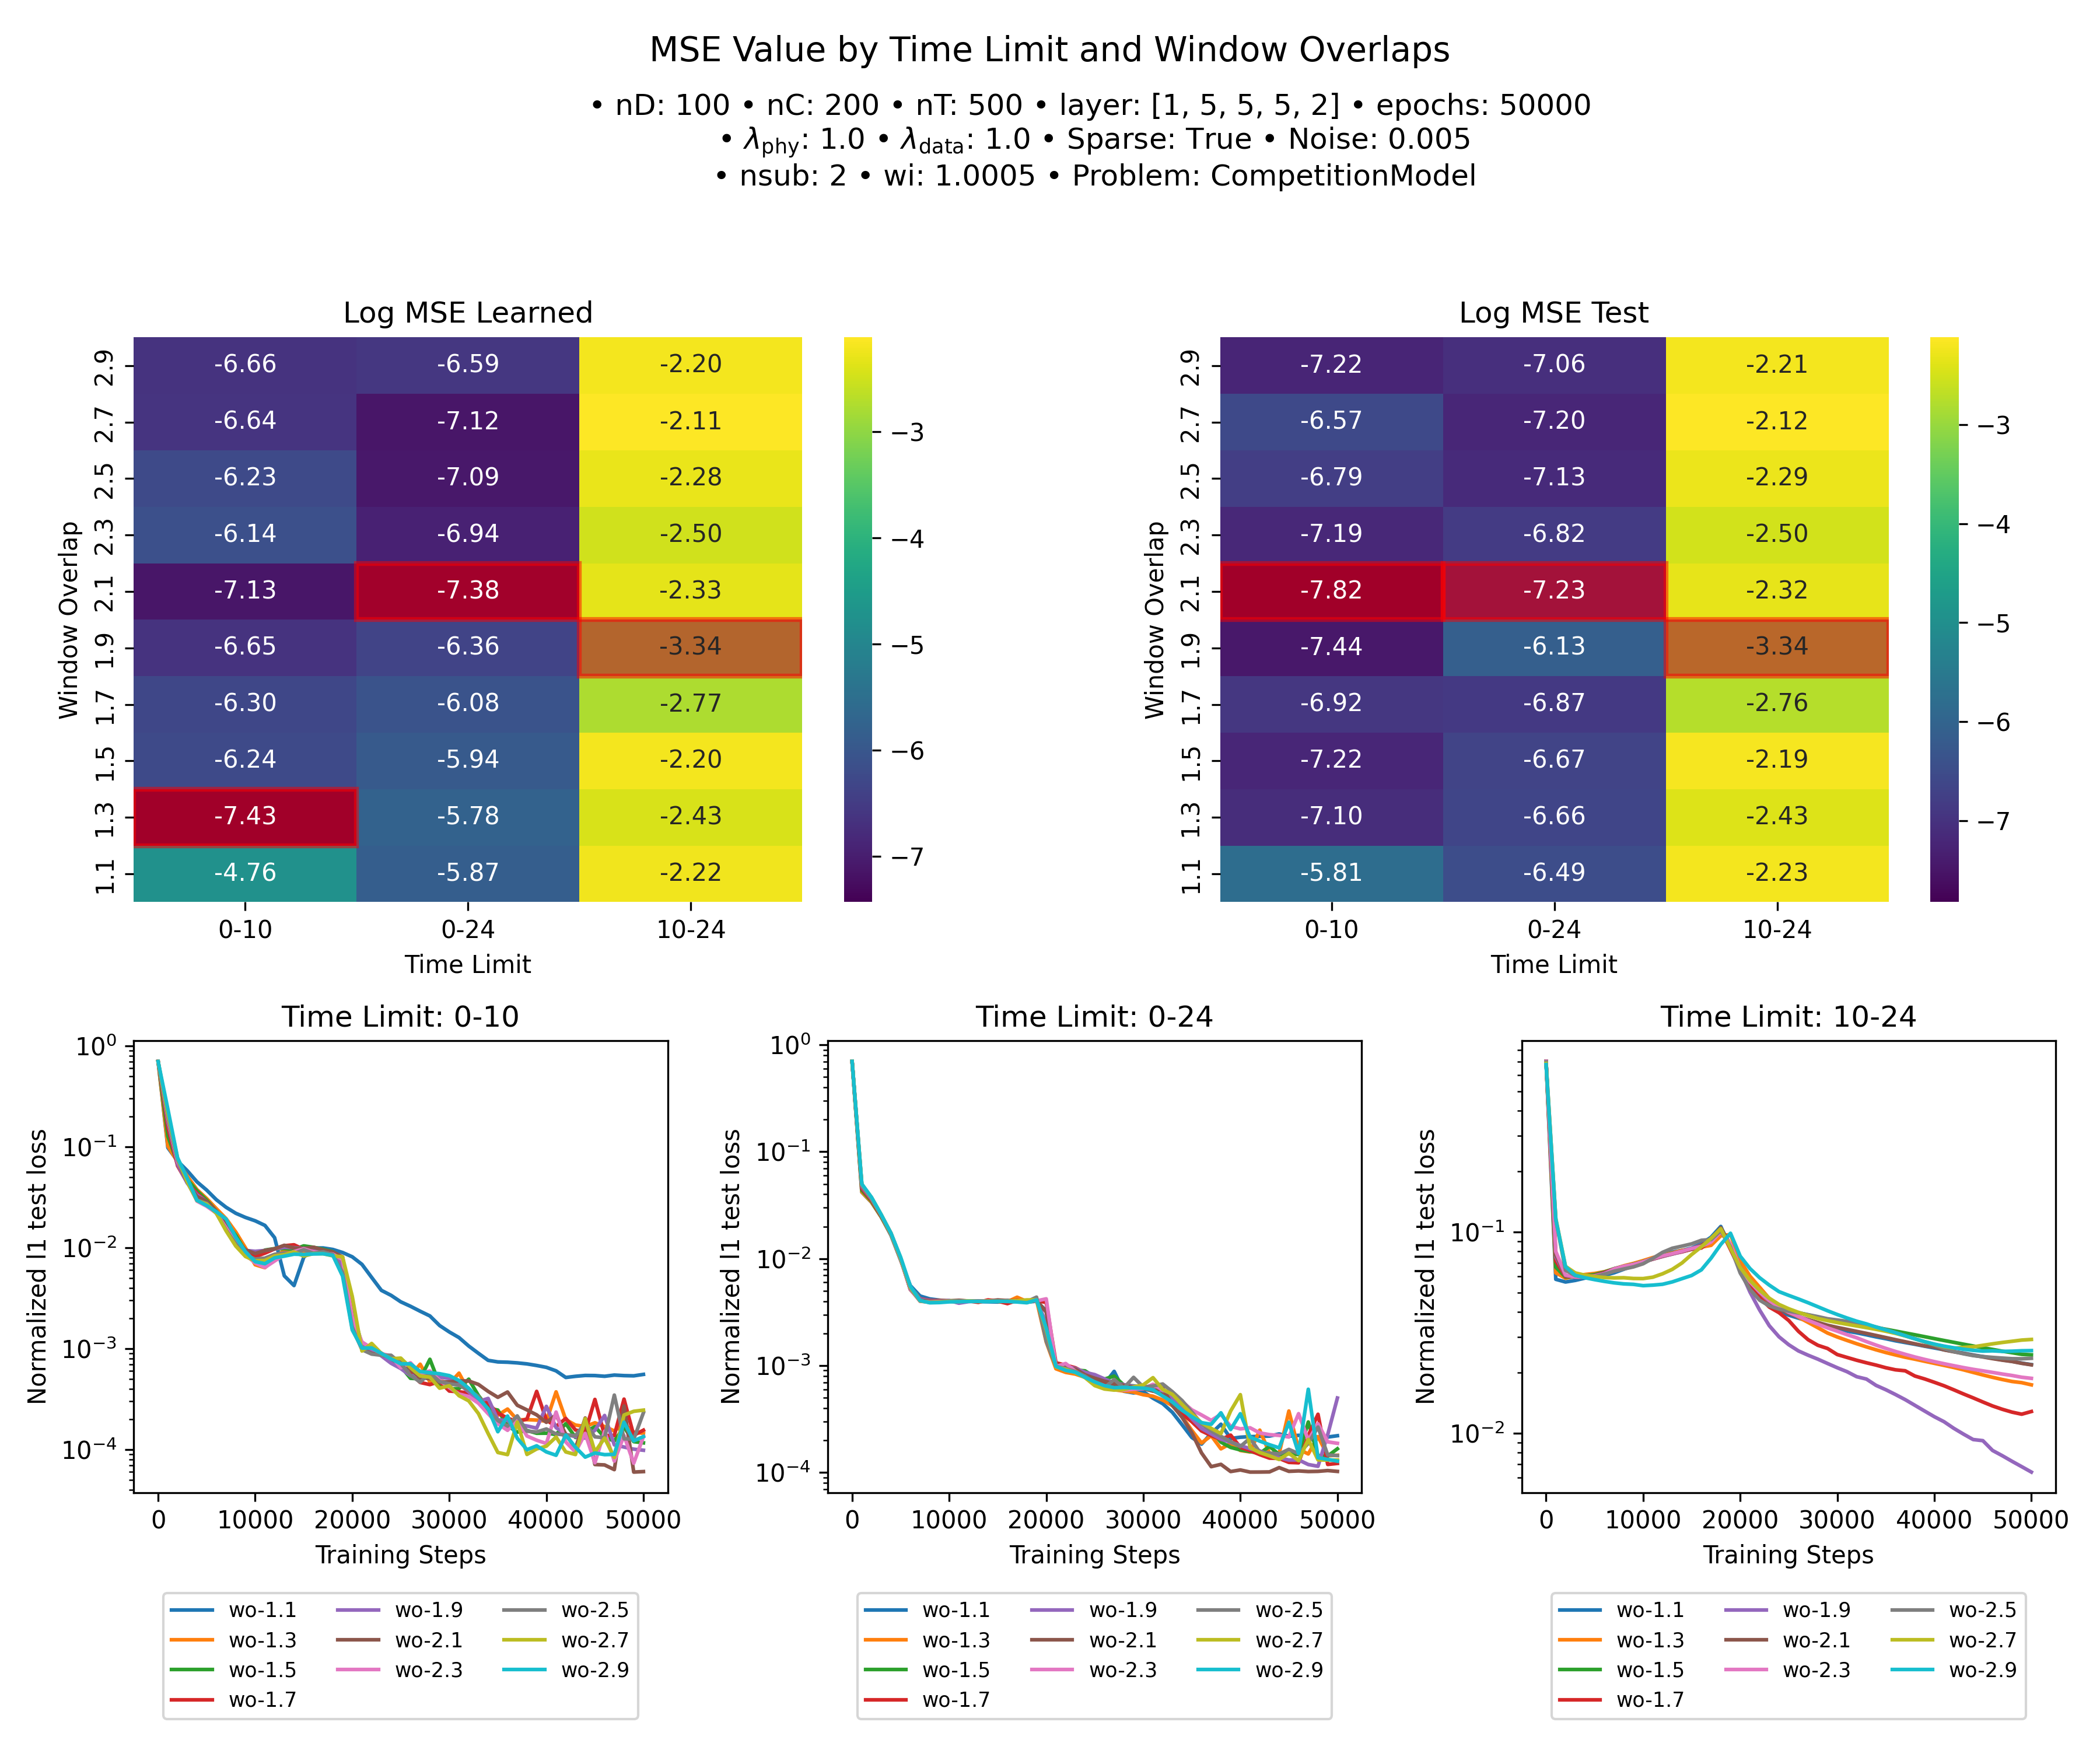 MSE Value by Time Limit and Window Overlaps
• nD: 100 • nC: 200 • nT: 500 • layer: [1, 5, 5, 5, 2] • epochs: 50000
• λphy: 1.0 • λdata: 1.0 • Sparse: True • Noise: 0.005
• nsub: 2 • wi: 1.0005 • Problem: CompetitionModel
Log MSE Learned
Window Overlap
2.9 -6.66 -6.59 -2.20
2.7 -6.64 -7.12 -2.11
2.5 -6.23 -7.09 -2.28
2.3 -6.14 -6.94 -2.50
2.1 -7.13 -7.38 -2.33
1.9 -6.65 -6.36 -3.34
1.7 -6.30 -6.08 -2.77
1.5 -6.24 -5.94 -2.20
1.3 -7.43 -5.78 -2.43
1.1 -4.76 -5.87 -2.22
0-10 0-24 10-24
Time Limit
−3
−4
−5
−6
−7
Log MSE Test
Window Overlap
2.9 -7.22 -7.06 -2.21
2.7 -6.57 -7.20 -2.12
2.5 -6.79 -7.13 -2.29
2.3 -7.19 -6.82 -2.50
2.1 -7.82 -7.23 -2.32
1.9 -7.44 -6.13 -3.34
1.7 -6.92 -6.87 -2.76
1.5 -7.22 -6.67 -2.19
1.3 -7.10 -6.66 -2.43
1.1 -5.81 -6.49 -2.23
0-10 0-24 10-24
Time Limit
−3
−4
−5
−6
−7
Time Limit: 0-10
Normalized l1 test loss
10⁰
10⁻¹
10⁻²
10⁻³
10⁻⁴
0 10000 20000 30000 40000 50000
Training Steps
wo-1.1 wo-1.9 wo-2.5
wo-1.3 wo-2.1 wo-2.7
wo-1.5 wo-2.3 wo-2.9
wo-1.7
Time Limit: 0-24
Normalized l1 test loss
10⁰
10⁻¹
10⁻²
10⁻³
10⁻⁴
0 10000 20000 30000 40000 50000
Training Steps
wo-1.1 wo-1.9 wo-2.5
wo-1.3 wo-2.1 wo-2.7
wo-1.5 wo-2.3 wo-2.9
wo-1.7
Time Limit: 10-24
Normalized l1 test loss
10⁻¹
10⁻²
0 10000 20000 30000 40000 50000
Training Steps
wo-1.1 wo-1.9 wo-2.5
wo-1.3 wo-2.1 wo-2.7
wo-1.5 wo-2.3 wo-2.9
wo-1.7